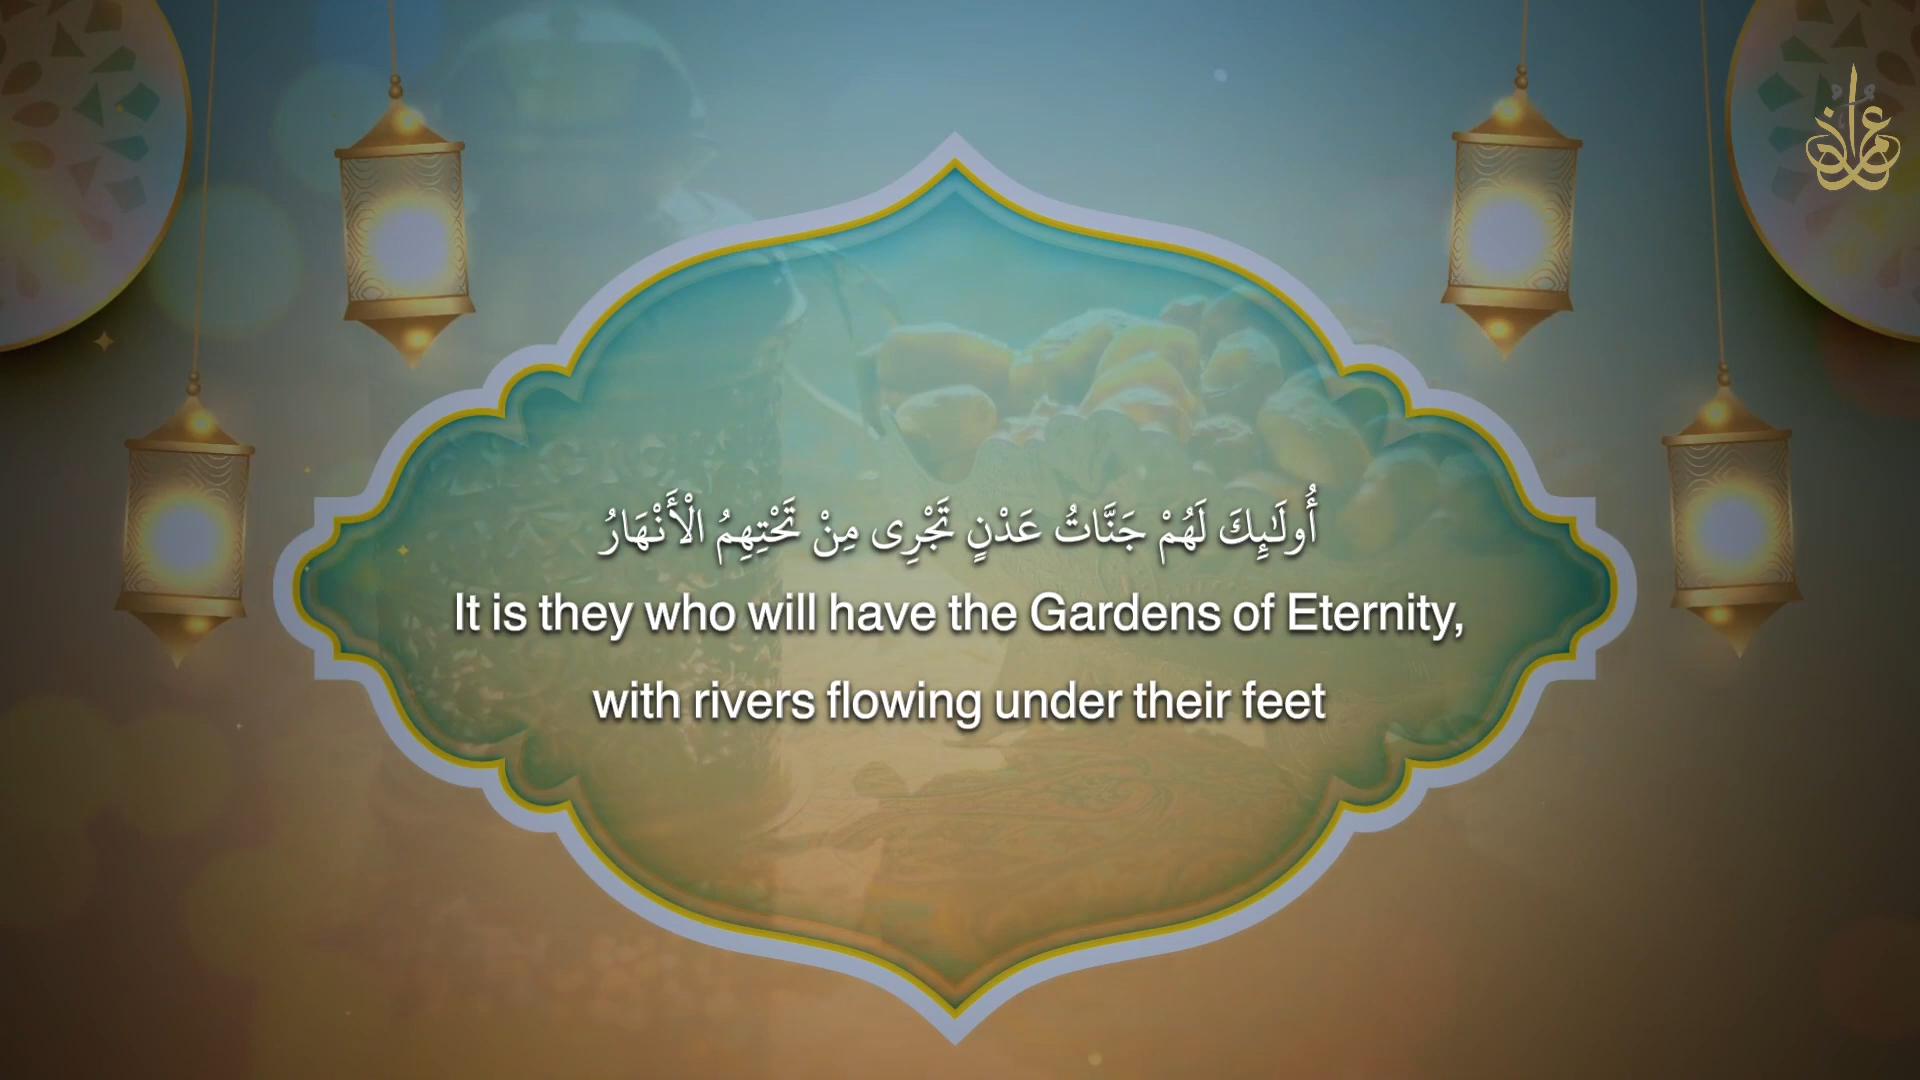 أُولَٰئِكَ لَهُمْ جَنَّاتُ عَدْنٍ تَجْرِى مِنْ تَحْتِهِمُ الْأَنْهَارُ
It is they who will have the Gardens of Eternity,
with rivers flowing under their feet